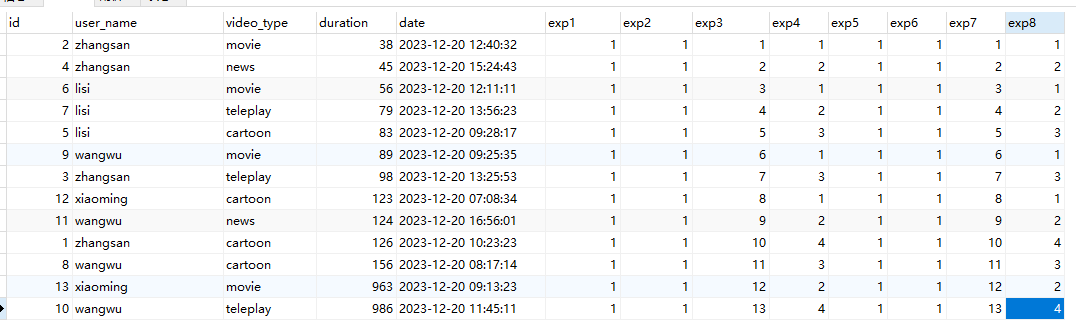 id user_name video_type duration date exp1 exp2 exp3 exp4 exp5 exp6 exp7 exp8
2 zhangsan movie 38 2023-12-20 12:40:32 1 1 1 1 1 1 1 1
4 zhangsan news 45 2023-12-20 15:24:43 1 1 2 2 1 1 2 2
6 lisi movie 56 2023-12-20 12:11:11 1 1 3 1 1 1 3 1
7 lisi teleplay 79 2023-12-20 13:56:23 1 1 4 2 1 1 4 2
5 lisi cartoon 83 2023-12-20 09:28:17 1 1 5 3 1 1 5 3
9 wangwu movie 89 2023-12-20 09:25:35 1 1 6 1 1 1 6 1
3 zhangsan teleplay 98 2023-12-20 13:25:53 1 1 7 3 1 1 7 3
12 xiaoming cartoon 123 2023-12-20 07:08:34 1 1 8 1 1 1 8 1
11 wangwu news 124 2023-12-20 16:56:01 1 1 9 2 1 1 9 2
1 zhangsan cartoon 126 2023-12-20 10:23:23 1 1 10 4 1 1 10 4
8 wangwu cartoon 156 2023-12-20 08:17:14 1 1 11 3 1 1 11 3
13 xiaoming movie 963 2023-12-20 09:13:23 1 1 12 2 1 1 12 2
10 wangwu teleplay 986 2023-12-20 11:45:11 1 1 13 4 1 1 13 4